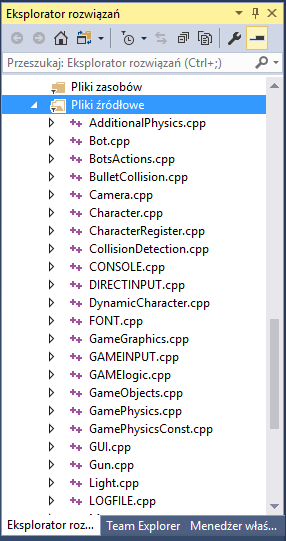 Eksplorator rozwiązań
Przeszukaj: Eksplorator rozwiązań (Ctrl+;)
Pliki zasobów
Pliki źródłowe
AdditionalPhysics.cpp
Bot.cpp
BotsActions.cpp
BulletCollision.cpp
Camera.cpp
Character.cpp
CharacterRegister.cpp
CollisionDetection.cpp
CONSOLE.cpp
DIRECTINPUT.cpp
DynamicCharacter.cpp
FONT.cpp
GameGraphics.cpp
GAMEINPUT.cpp
GAMElogic.cpp
GameObjects.cpp
GamePhysics.cpp
GamePhysicsConst.cpp
GUI.cpp
Gun.cpp
Light.cpp
LOGFILE.cpp
Eksplorator roz... Team Explorer Menedżer właś...